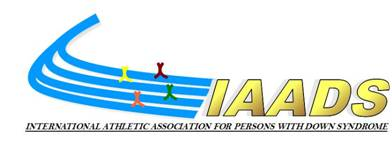 IAADS
INTERNATIONAL ATHLETIC ASSOCIATION FOR PERSONS WITH DOWN SYNDROME